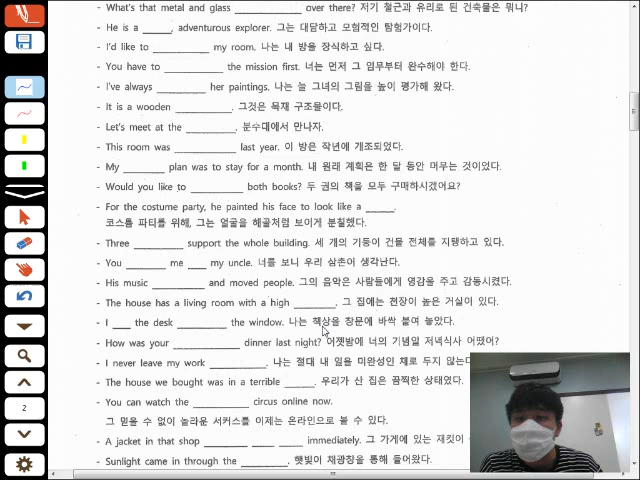 - What's that metal and glass ____________ over there? 저기 철근과 유리로 된 건축물은 뭐니?
- He is a _____, adventurous explorer. 그는 대담하고 모험적인 탐험가이다.
- I'd like to __________ my room. 나는 내 방을 장식하고 싶다.
- You have to __________ the mission first. 너는 먼저 그 임무부터 완수해야 한다.
- I've always _________ her paintings. 나는 늘 그녀의 그림을 높이 평가해 왔다.
- It is a wooden __________. 그것은 목재 구조물이다.
- Let's meet at the ________. 분수대에서 만나자.
- This room was __________ last year. 이 방은 작년에 개조되었다.
- My ________ plan was to stay for a month. 내 원래 계획은 한 달 동안 머무는 것이었다.
- Would you like to _________ both books? 두 권의 책을 모두 구매하시겠어요?
- For the costume party, he painted his face to look like a _____.
코스튬 파티를 위해, 그는 얼굴을 해골처럼 보이게 분칠했다.
- Three _________ support the whole building. 세 개의 기둥이 건물 전체를 지탱하고 있다.
- You ________ me ___ my uncle. 너를 보니 우리 삼촌이 생각난다.
- His music _________ and moved people. 그의 음악은 사람들에게 영감을 주고 감동시켰다.
- The house has a living room with a high ________. 그 집에는 천장이 높은 거실이 있다.
- I ___ the desk _________ the window. 나는 책상을 창문에 바싹 붙여 놓았다.
- How was your ____________ dinner last night? 어젯밤에 너의 기념일 저녁식사 어땠어?
- I never leave my work __________. 나는 절대 내 일을 미완성인 채로 두지 않는다
- The house we bought was in a terrible _____. 우리가 산 집은 끔찍한 상태였다.
- You can watch the __________ circus online now.
그 믿을 수 없이 놀라운 서커스를 이제는 온라인으로 볼 수 있다.
- A jacket in that shop ________ ____ ____ immediately. 그 가게에 있는 재킷이
- Sunlight came in through the ________. 햇빛이 채광창을 통해 들어왔다.
2